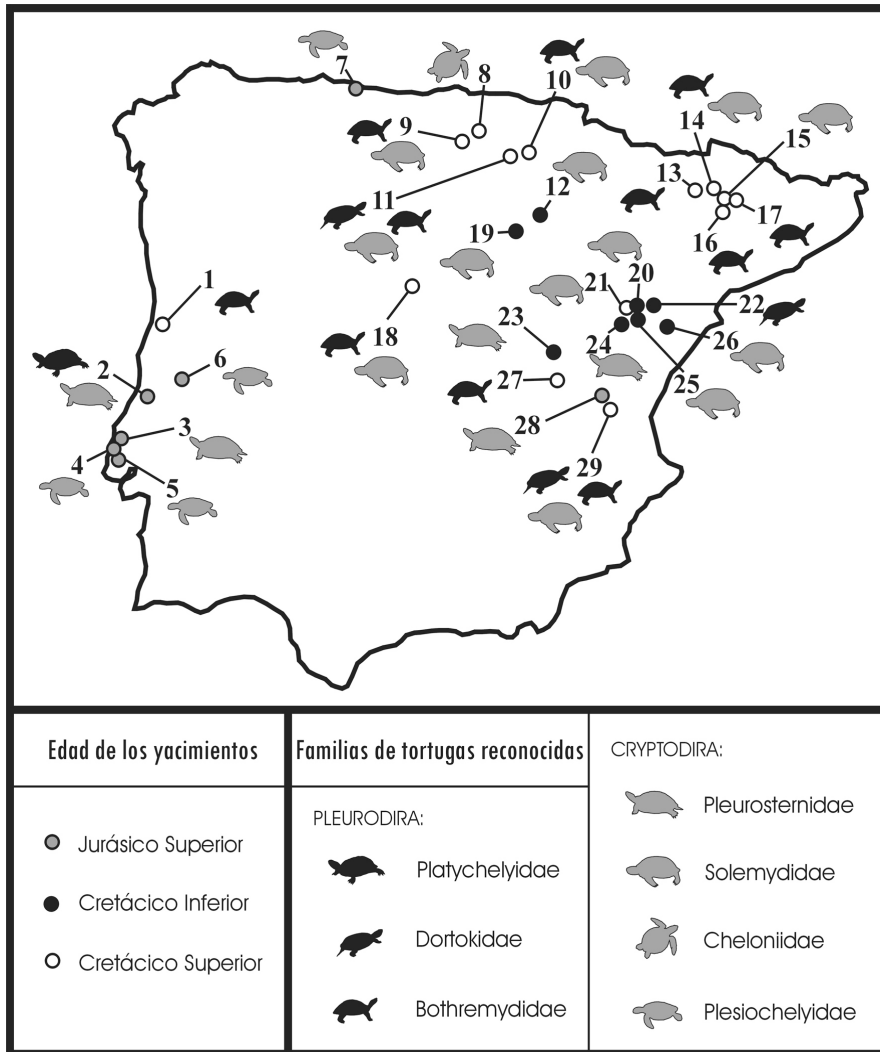 7
8
10
9
14
15
11
12
13
17
19
16
1
20
21
22
18
23
24
26
6
2
25
27
28
3
4
5
29
Edad de los yacimientos
Jurásico Superior
Cretácico Inferior
Cretácico Superior
Familias de tortugas reconocidas
PLEURODIRA:
Platychelyidae
Dortokidae
Bothremydidae
CRYPTODIRA:
Pleurosternidae
Solemydidae
Cheloniidae
Plesiochelyidae